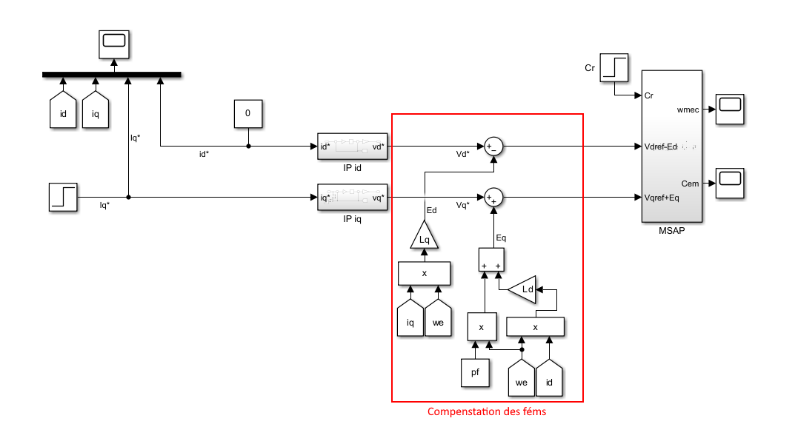 id
iq
Iq*
id*
0
Iq*
id*
vd*
IP id
iq*
vq*
IP iq
Vd*
Vq*
+
-
+
+
Ed
Lq
x
iq
we
Eq
+
+
Ld
x
x
pf
we
id
Compenstation des féms
Cr
Cr
Vdref-Ed
Vqref+Eq
wmec
Cem
MSAP